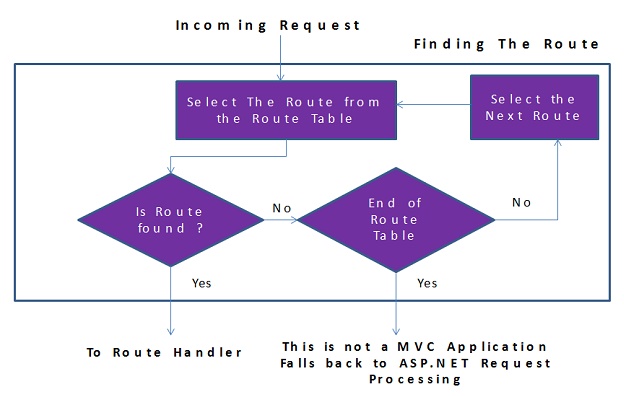 Incoming Request
Finding The Route
Select The Route from
the Route Table
Select the
Next Route
Is Route
found ?
No
End of
Route
Table
No
Yes
Yes
To Route Handler
This is not a MVC Application
Falls back to ASP.NET Request
Processing